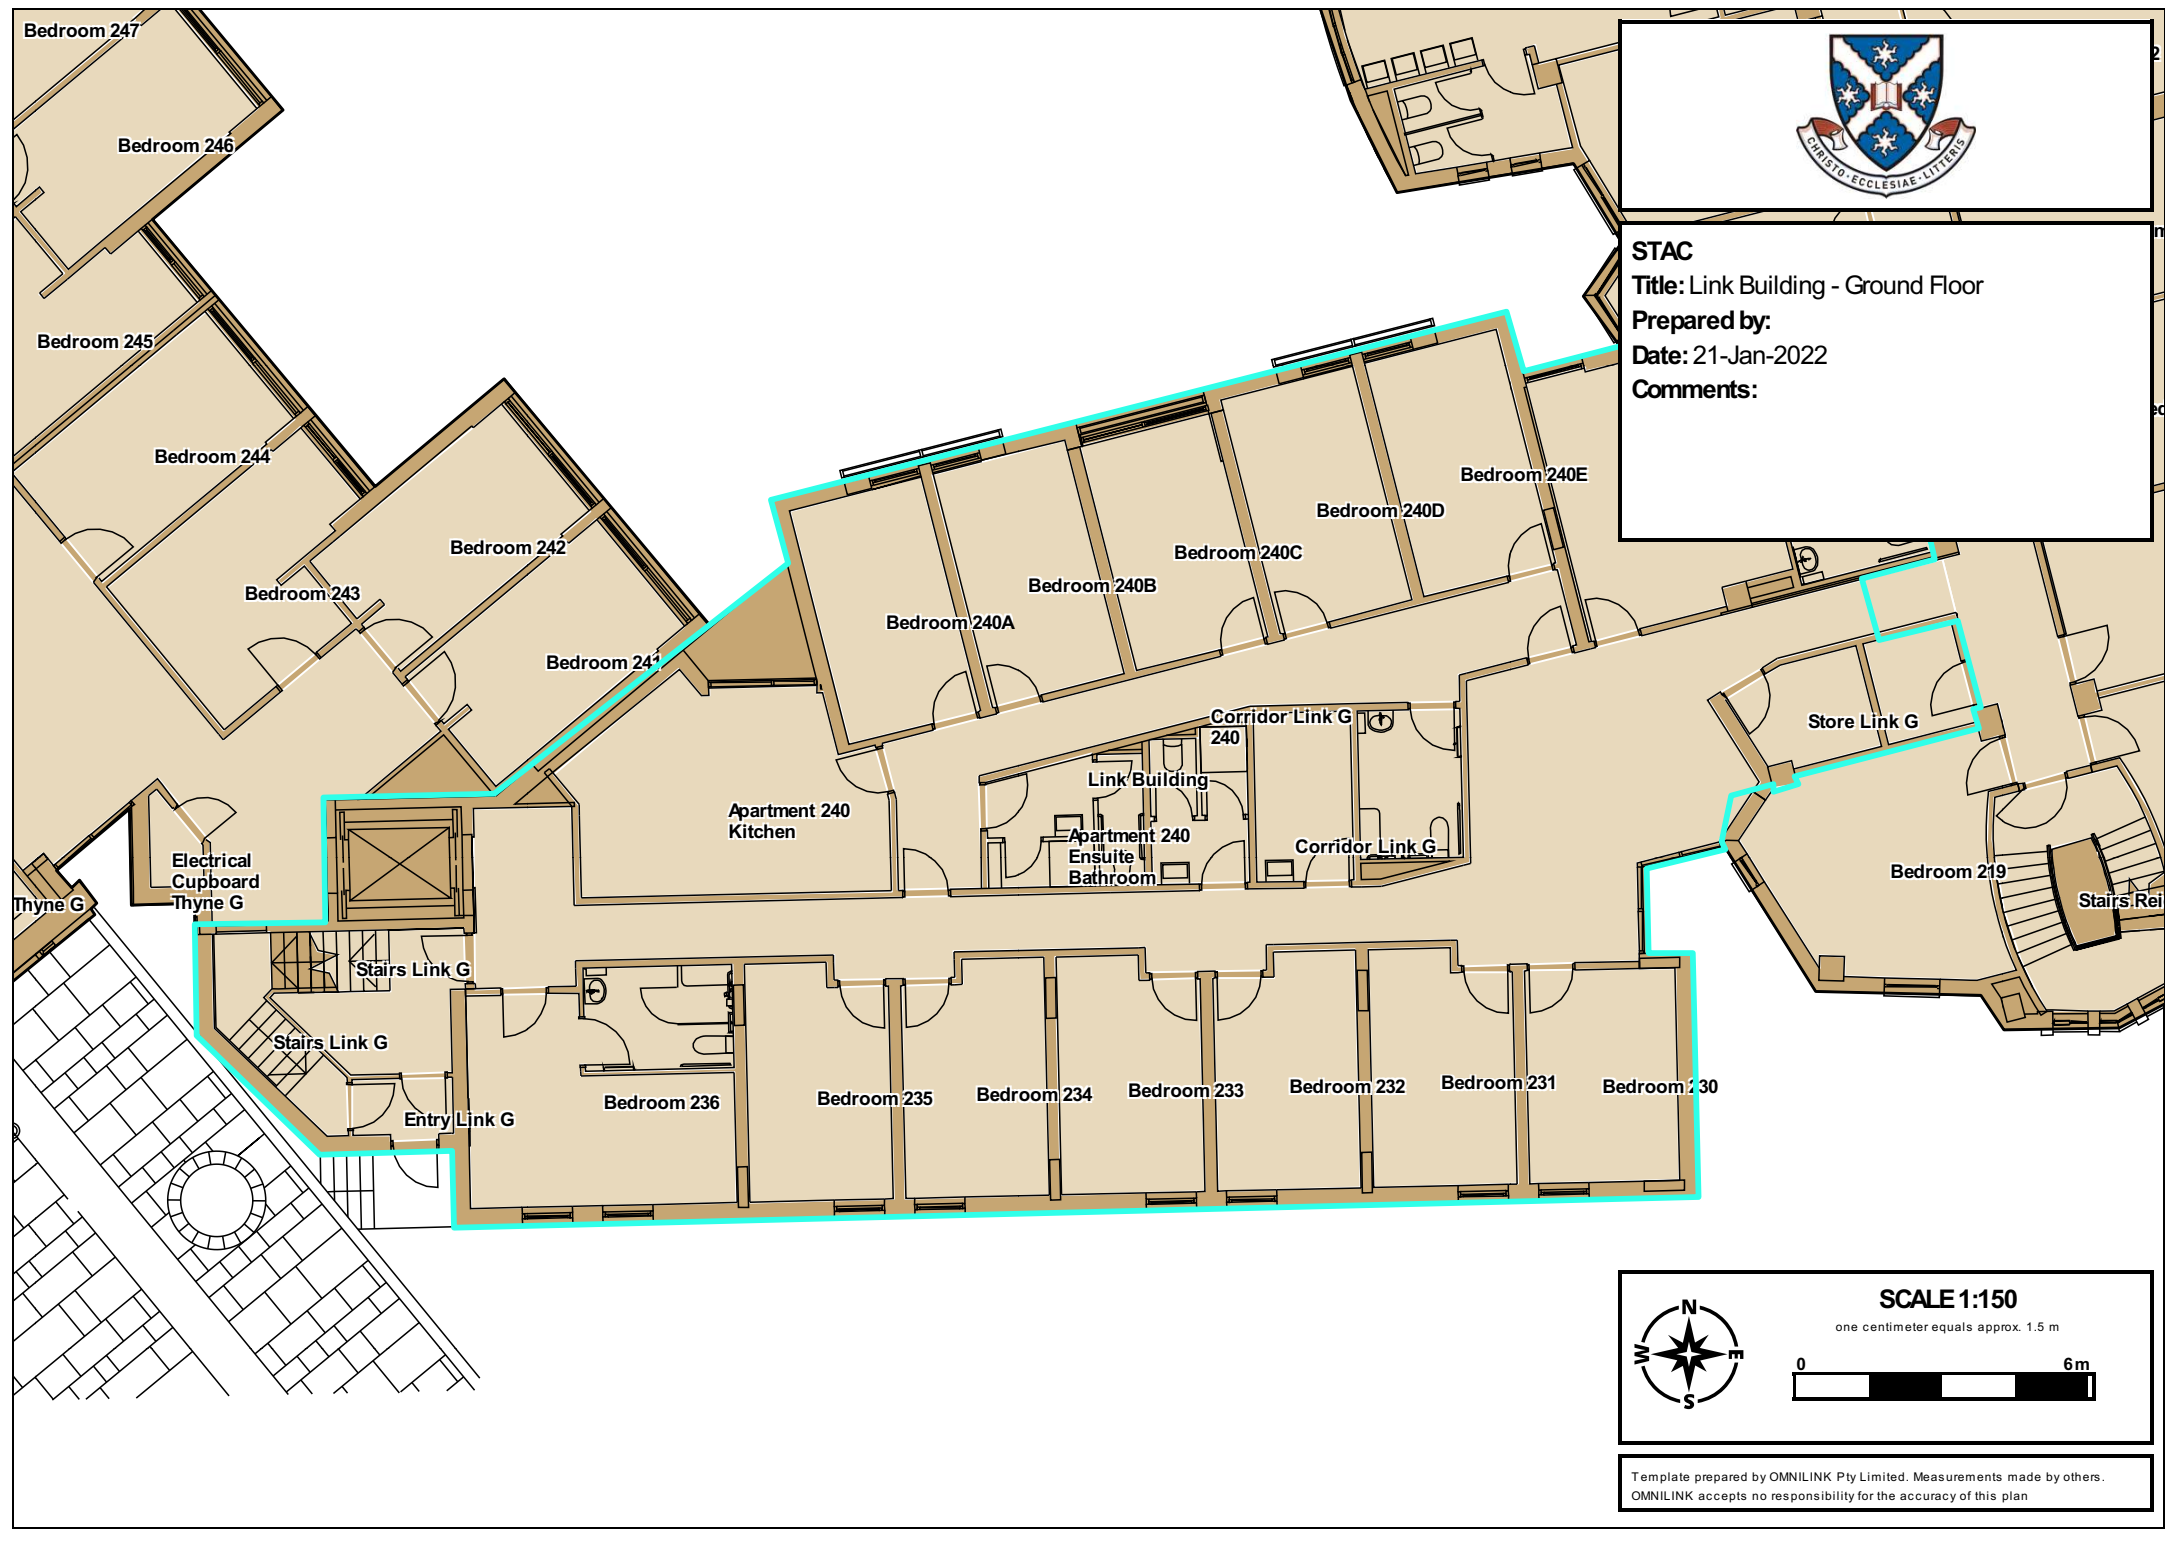 Bedroom 247
Bedroom 246
Bedroom 245
Bedroom 244
Bedroom 243
Bedroom 242
Bedroom 241
Bedroom 240A
Bedroom 240B
Bedroom 240C
Bedroom 240D
Bedroom 240E
CHRISTO · ECCLESIAE · LITTERIS
STAC
Title: Link Building - Ground Floor
Prepared by:
Date: 21-Jan-2022
Comments:
Corridor Link G
240
Store Link G
Link Building
Apartment 240
Kitchen
Apartment 240
Ensuite
Bathroom
Corridor Link G
Electrical
Cupboard
Thyne G
Thyne G
Bedroom 219
Stairs Rei
Stairs Link G
Stairs Link G
Entry Link G
Bedroom 236
Bedroom 235
Bedroom 234
Bedroom 233
Bedroom 232
Bedroom 231
Bedroom 230
SCALE 1:150
one centimeter equals approx. 1.5 m
0 6m
N
E
S
W
Template prepared by OMNILINK Pty Limited. Measurements made by others.
OMNILINK accepts no responsibility for the accuracy of this plan